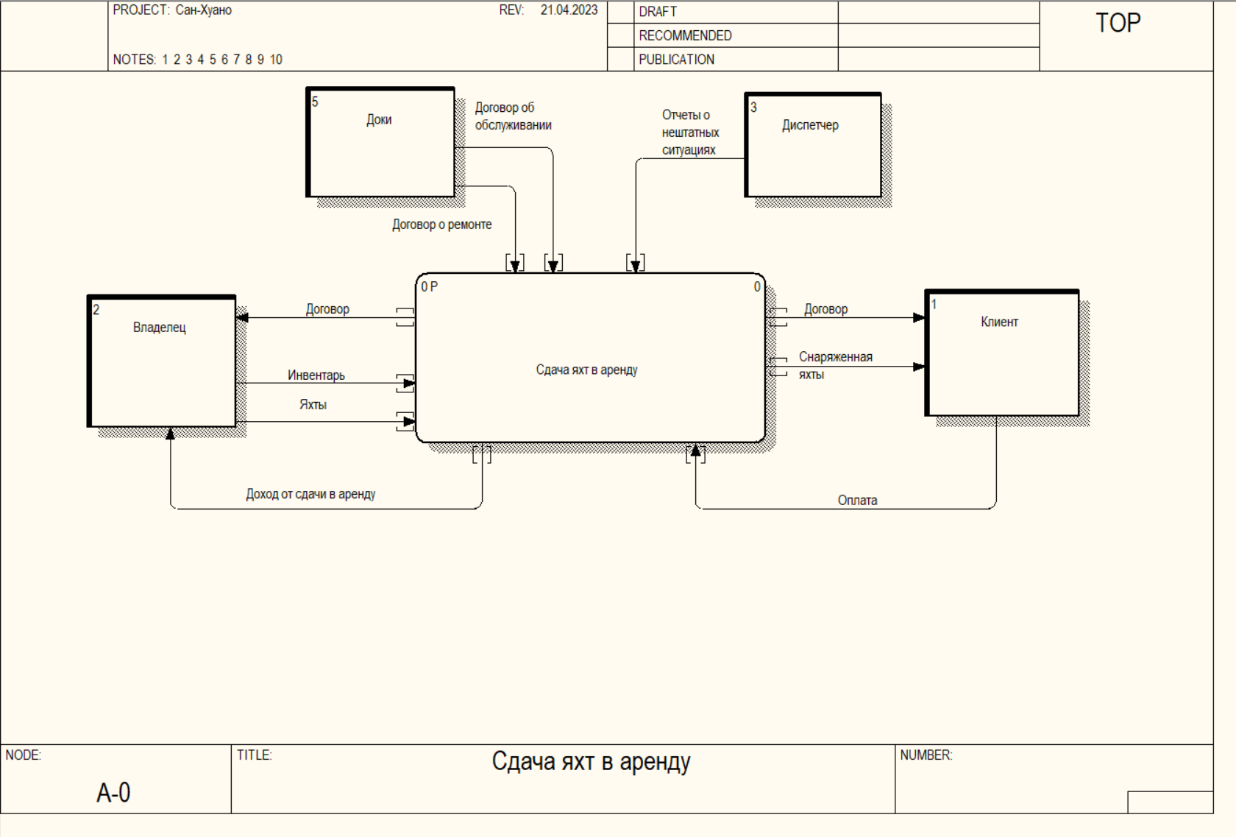 PROJECT: Сан-Хуано
REV: 21.04.2023
DRAFT
TOP
RECOMMENDED
NOTES: 1 2 3 4 5 6 7 8 9 10
PUBLICATION
5
Доки
Договор об
обслуживании
Отчеты о
нештатных
ситуациях
3
Диспетчер
Договор о ремонте
2
Владелец
Договор
Инвентарь
Яхты
0 P
0
Сдача яхт в аренду
Договор
Снаряженная
яхты
1
Клиент
Доход от сдачи в аренду
Оплата
NODE:
A-0
TITLE:
Сдача яхт в аренду
NUMBER: